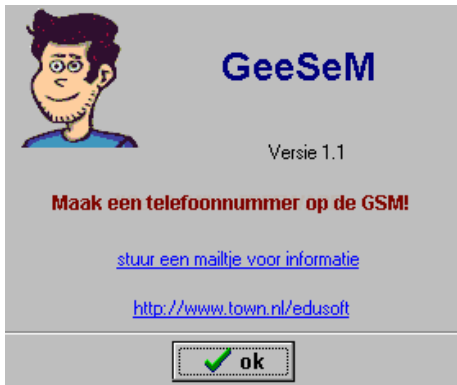 GeeSeM
Versie 1.1
Maak een telefoonnummer op de GSM!
stuur een mailtje voor informatie
http://www.town.nl/edusoft
ok